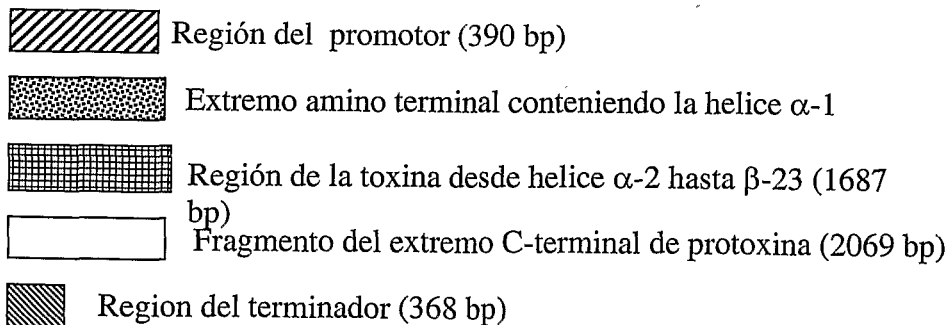 Región del promotor (390 bp)
Extremo amino terminal conteniendo la helice α-1
Región de la toxina desde helice α-2 hasta β-23 (1687
bp)
Fragmento del extremo C-terminal de protoxina (2069 bp)
Region del terminador (368 bp)